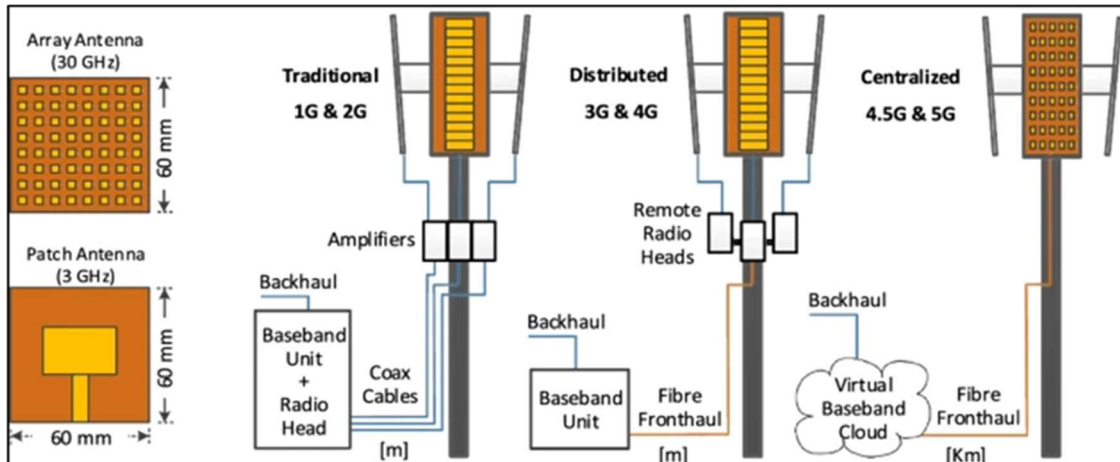 Array Antenna
(30 GHz)
60 mm
Patch Antenna
(3 GHz)
60 mm
60 mm
Traditional
1G & 2G
Amplifiers
Backhaul
Baseband
Unit
+
Radio
Head
Coax
Cables
[m]
Distributed
3G & 4G
Remote
Radio
Heads
Backhaul
Baseband
Unit
Fibre
Fronthaul
[m]
Centralized
4.5G & 5G
Backhaul
Virtual
Baseband
Cloud
Fibre
Fronthaul
[Km]